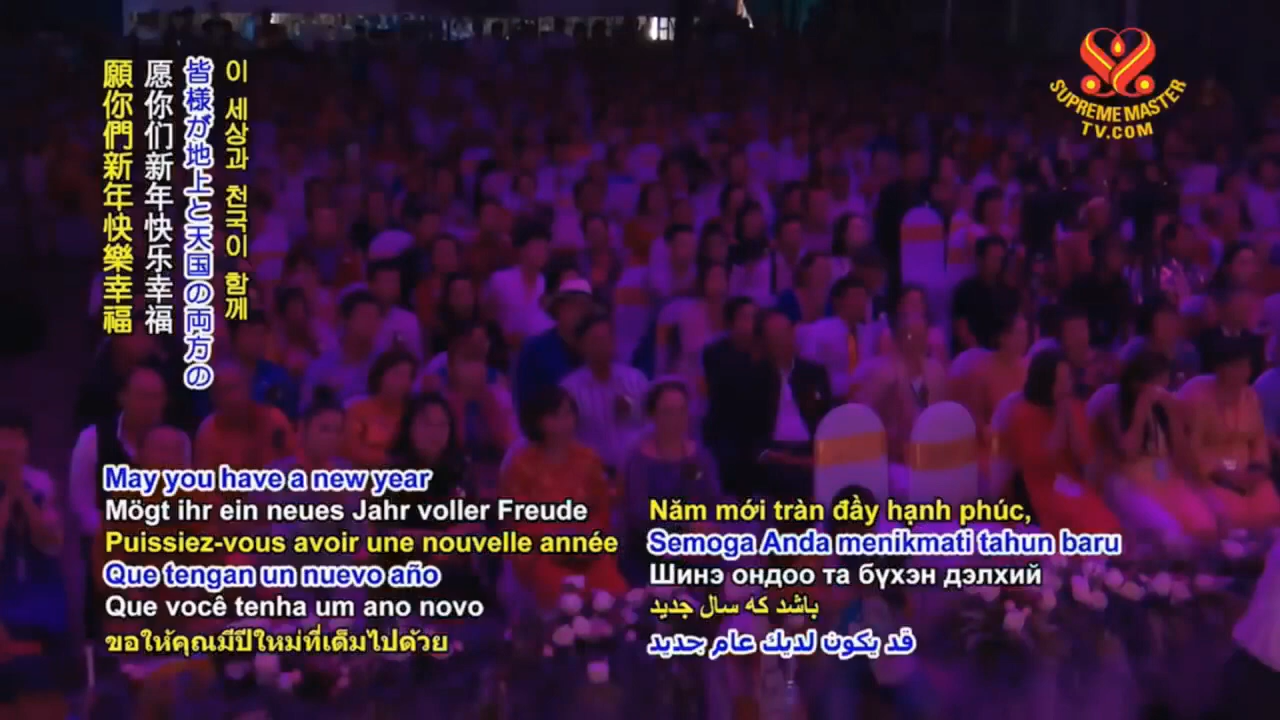 이 세상과 천국이 함께
皆様が地上と天国の両方の
愿你们新年快乐幸福
願你們新年快樂幸福
SUPREME MASTER
TV.COM
May you have a new year
Mögt ihr ein neues Jahr voller Freude
Puissiez-vous avoir une nouvelle année
Que tengan un nuevo año
Que você tenha um ano novo
ขอให้คุณมีปีใหม่ที่เต็มไปด้วย
Năm mới tràn đầy hạnh phúc,
Semoga Anda menikmati tahun baru
Шинэ ондоо та бүхэн дэлхий
باشد که سال جدید
قد يكون لديك عام جديد